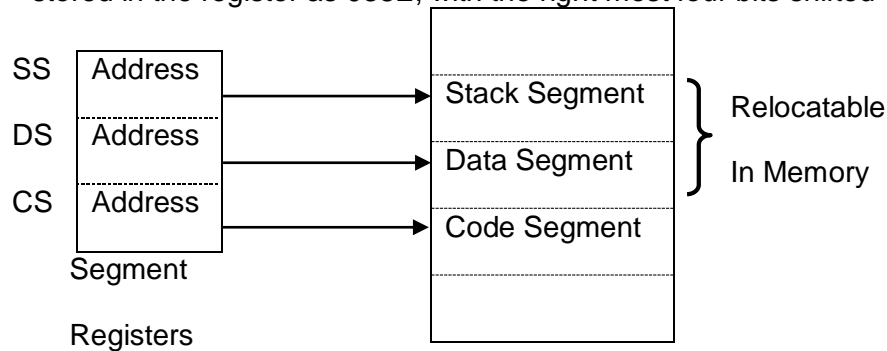 stored in the register as with the right most four bits shifted
SS Address
Stack Segment
Relocatable
DS Address
Data Segment
In Memory
CS Address
Code Segment
Segment
Registers